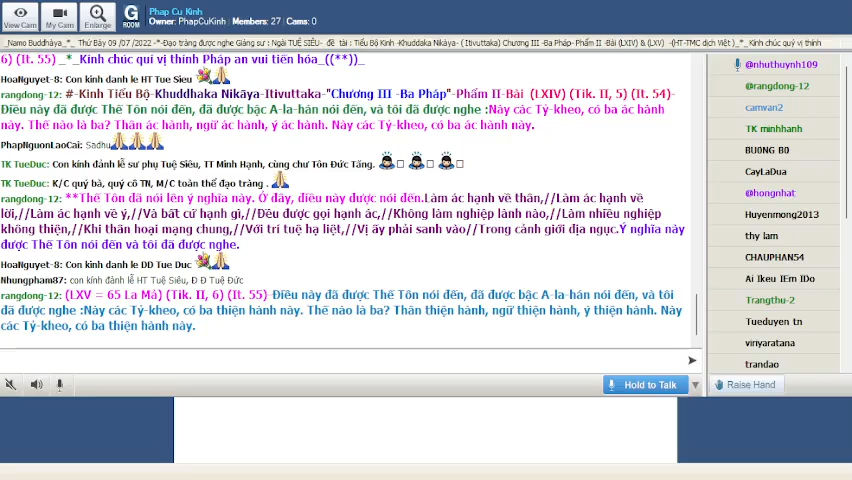 Phap Cu Kinh
Owner: PhapCuKinh | Members: 27 | Cams: 0
View Cam
My Cam
Enlarge
G
ROOM
_Namo Buddhāya_*_ Thứ Bảy 09 /07 /2022 -*-Đạo tràng được nghe Giảng sư : Ngài TUỆ SIÊU- đề tài : Tiểu Bộ Kinh -Khuddaka Nikāya- ( Itivuttaka) Chương III -Ba Pháp- Phẩm II -Bài (LXIV) & (LXV) -(HT-TMC dịch Việt )_*_Kính chúc quý vị thính
6) (It. 55) _*_Kính chúc quí vị thính Pháp an vui tiến hóa_((**))_
HoaNguyet-8: Con kinh danh le HT Tue Sieu
rangdong-12: #-Kinh Tiểu Bộ-Khuddhaka Nikāya-Itivuttaka-"Chương III -Ba Pháp"-Phẩm II-Bài (LXIV) (Tik. II, 5) (It. 54)-
Điều này đã được Thế Tôn nói đến, đã được bậc A-la-hán nói đến, và tôi đã được nghe :Này các Tỷ-kheo, có ba ác hành
này. Thế nào là ba? Thân ác hành, ngữ ác hành, ý ác hành. Này các Tỷ-kheo, có ba ác hành này.
PhapNguonLaoCai: Sadhu
TK TueDuc: Con kính đảnh lễ sư phụ Tuệ Siêu, TT Minh Hạnh, cùng chư Tôn Đức Tăng.
TK TueDuc: K/C quý bà, quý cô TN, M/C toàn thể đạo tràng .
rangdong-12: **Thế Tôn đã nói lên ý nghĩa này. Ở đây, điều này được nói đến.Làm ác hạnh về thân,//Làm ác hạnh về
lời,//Làm ác hạnh về ý,//Và bất cứ hạnh gì,//Đều được gọi hạnh ác,//Không làm nghiệp lành nào,//Làm nhiều nghiệp
không thiện,//Khi thân hoại mạng chung,//Với trí tuệ hạ liệt,//Vị ấy phải sanh vào//Trong cảnh giới địa ngục.Ý nghĩa này
được Thế Tôn nói đến và tôi đã được nghe.
HoaNguyet-8: Con kinh danh le DD Tue Duc
Nhungpham87: con kính đảnh lễ HT Tuệ Siêu, Đ Đ Tuệ Đức
rangdong-12: (LXV = 65 La Mả) (Tik. II, 6) (It. 55)-Điều này đã được Thế Tôn nói đến, đã được bậc A-la-hán nói đến, và tôi
đã được nghe :Này các Tỷ-kheo, có ba thiện hành này. Thế nào là ba? Thân thiện hành, ngữ thiện hành, ý thiện hành. Này
các Tỷ-kheo, có ba thiện hành này.
Hold to Talk
@nhuthuynh109
@rangdong-12
camvan2
TK minhhanh
BUONG B0
CayLaDua
@hongnhat
Huyenmong2013
thy lam
CHAUPHAN54
Ai Ikeu IEm IDo
Trangthu-2
Tueduyen tn
viriyaratana
trandao
Raise Hand